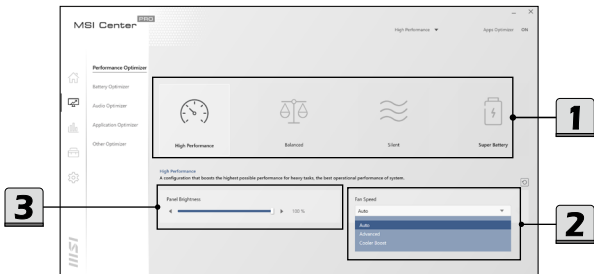 MSI Center PRO
High Performance
Apps Optimizer ON
Performance Optimizer
Battery Optimizer
Audio Optimizer
Application Optimizer
Other Optimizer
High Performance
Balanced
Silent
Super Battery
1
High Performance
A configuration that boosts the highest possible performance for heavy tasks, the best operational performance of system.
Panel Brightness
100 %
3
Fan Speed
Auto
Auto
Advanced
Cooler Boost
2
msi